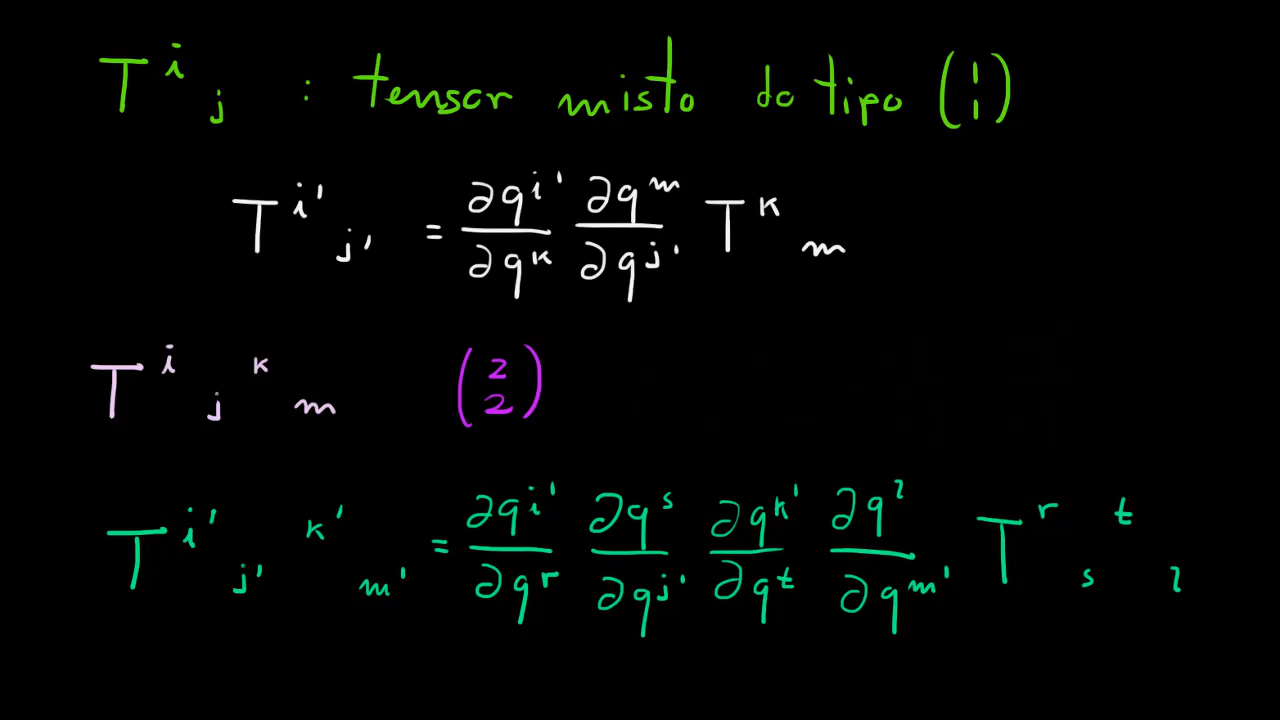 T^i_j : tensor misto do tipo (1 1)
T^{i'}_{j'} = ∂q^{i'}/∂q^k ∂q^m/∂q^{j'} T^k_m
T^i_j^k_m (2 2)
T^{i'}_{j'}^{k'}_{m'} = ∂q^{i'}/∂q^r ∂q^s/∂q^{j'} ∂q^{k'}/∂q^t ∂q^l/∂q^{m'} T^r_s^t_l